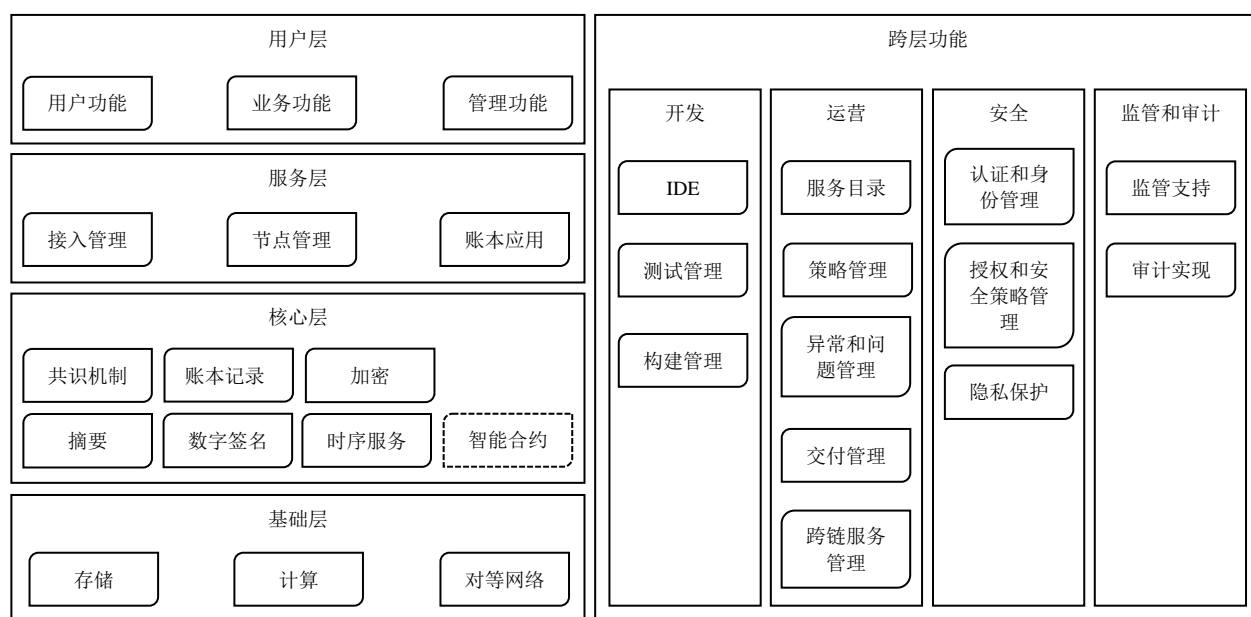 用户层
用户功能
业务功能
管理功能
服务层
接入管理
节点管理
账本应用
核心层
共识机制
账本记录
加密
摘要
数字签名
时序服务
智能合约
基础层
存储
计算
对等网络
跨层功能
开发
IDE
测试管理
构建管理
运营
服务目录
策略管理
异常和问
题管理
交付管理
跨链服务
管理
安全
认证和身
份管理
授权和安
全策略管
理
隐私保护
监管和审计
监管支持
审计实现